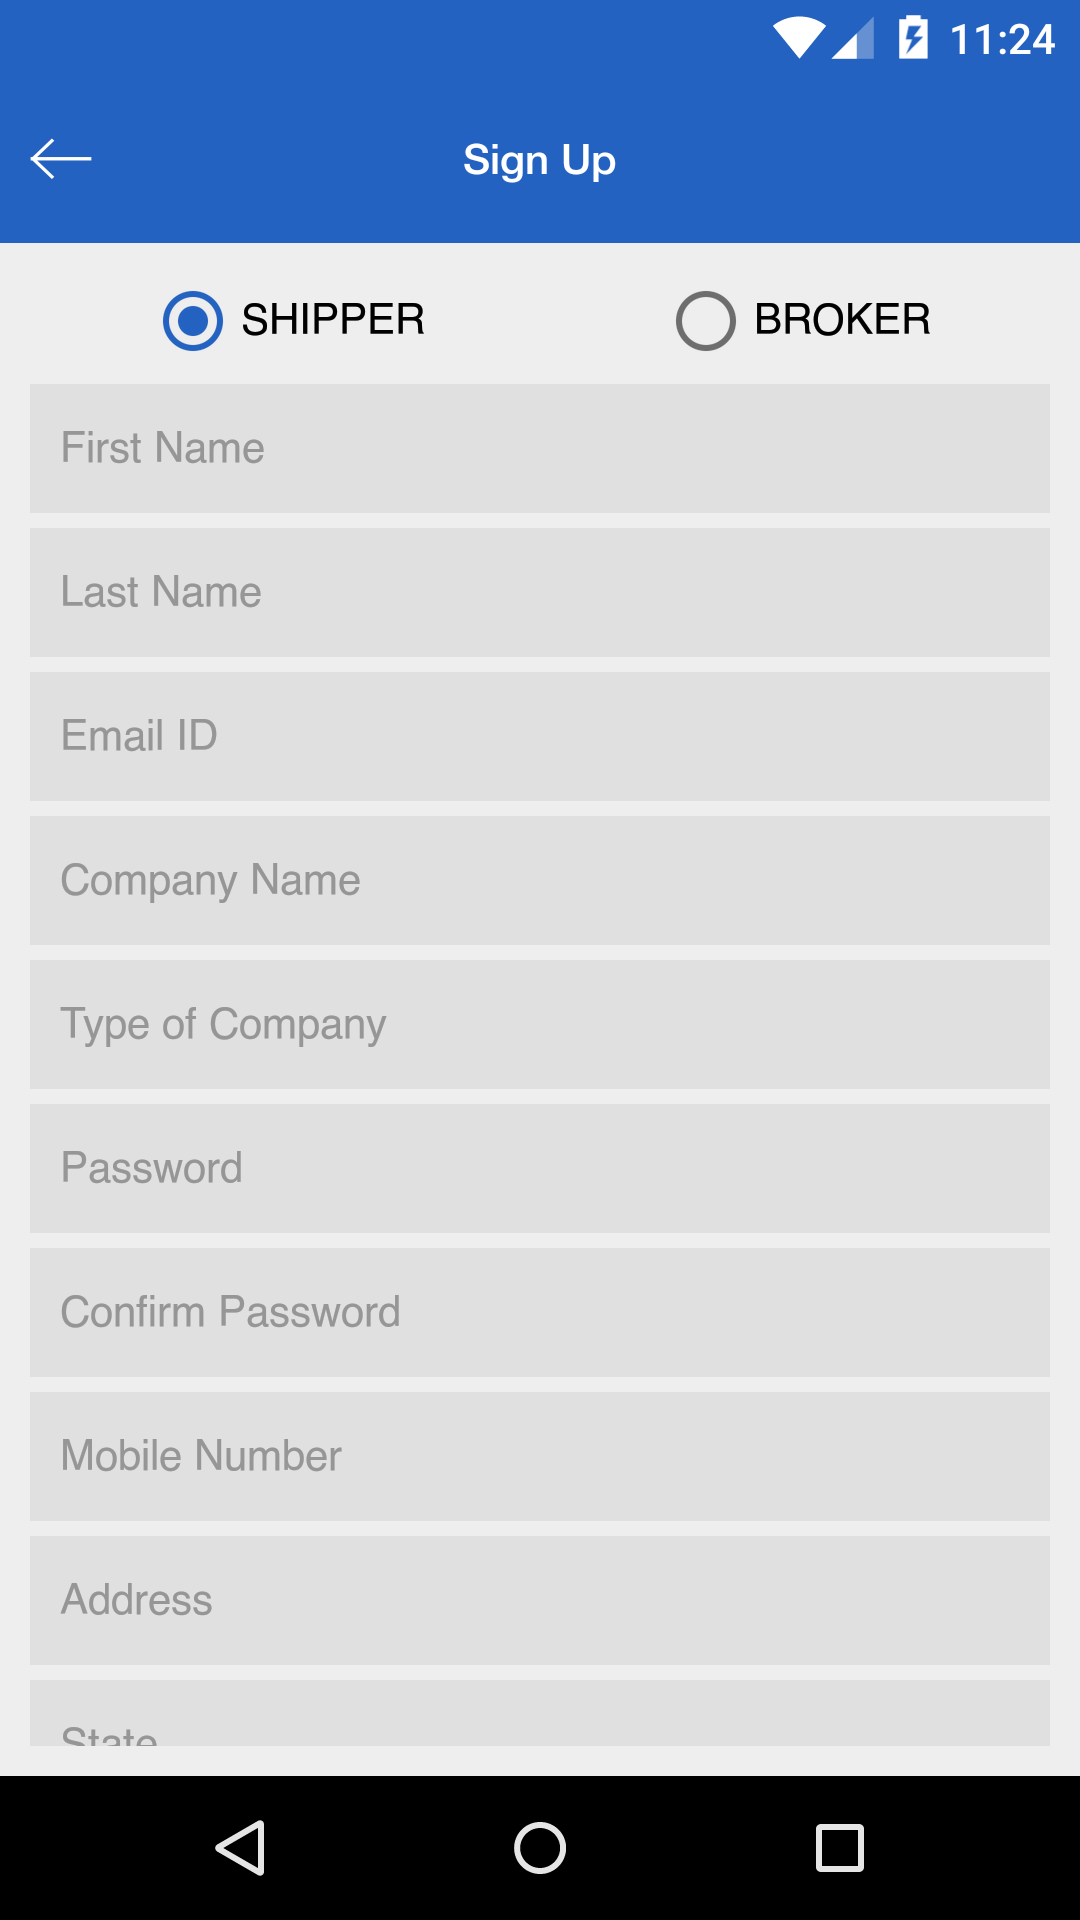 11:24
Sign Up
SHIPPER BROKER
First Name
Last Name
Email ID
Company Name
Type of Company
Password
Confirm Password
Mobile Number
Address
State